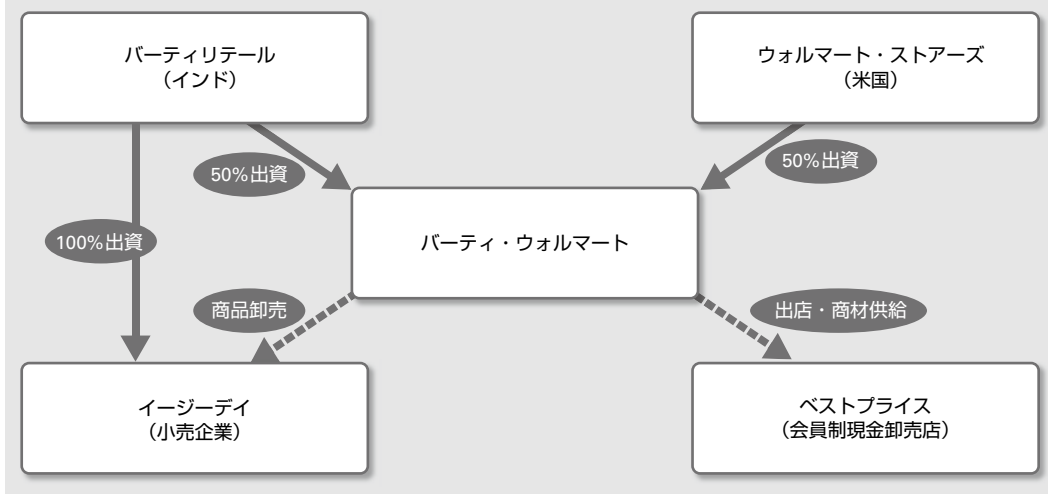 バーティリテール
（インド）
ウォルマート・ストアーズ
（米国）
50%出資
50%出資
100%出資
バーティ・ウォルマート
商品卸売
出店・商材供給
イージーデイ
（小売企業）
ベストプライス
（会員制現金卸売店）